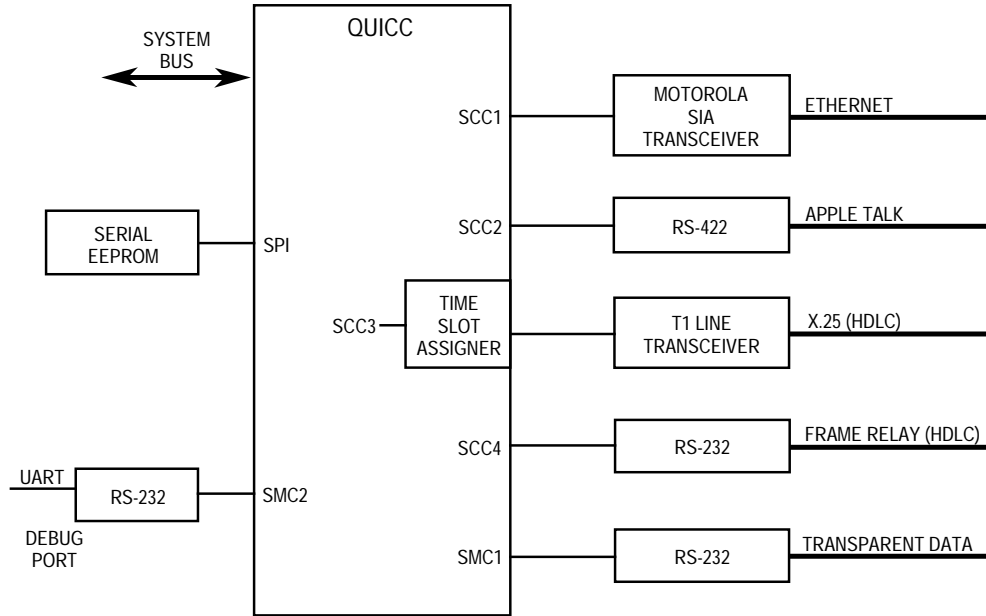 QUICC
SYSTEM
BUS
SCC1
MOTOROLA
SIA
TRANSCEIVER
ETHERNET
SERIAL
EEPROM
SPI
SCC2
RS-422
APPLE TALK
SCC3
TIME
SLOT
ASSIGNER
T1 LINE
TRANSCEIVER
X.25 (HDLC)
SCC4
RS-232
FRAME RELAY (HDLC)
UART
RS-232
SMC2
DEBUG
PORT
SMC1
RS-232
TRANSPARENT DATA